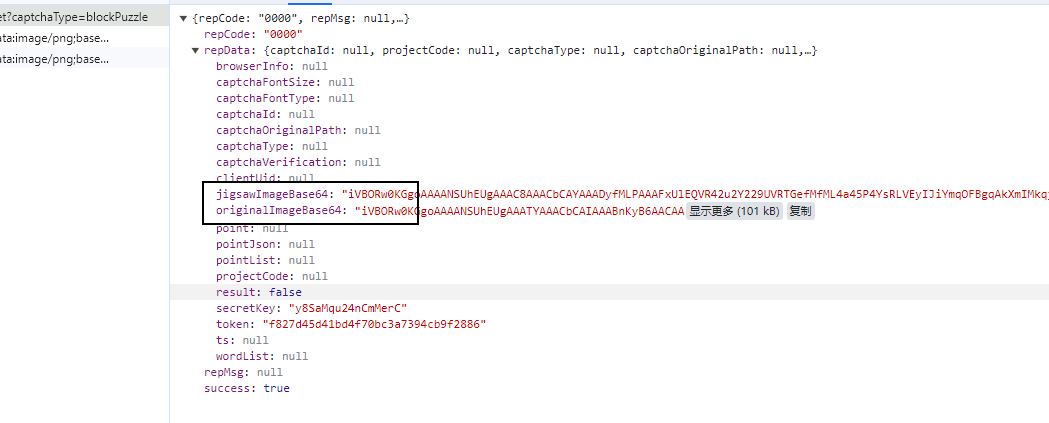 et?captchaType=blockPuzzle
ata:image/png;base...
ata:image/png;base...
▼ {repCode: "0000", repMsg: null,…}
repCode: "0000"
▼ repData: {captchaId: null, projectCode: null, captchaType: null, captchaOriginalPath: null,…}
browserInfo: null
captchaFontSize: null
captchaFontType: null
captchaId: null
captchaOriginalPath: null
captchaType: null
captchaVerification: null
clientUid: null
jigsawImageBase64: "iVBORw0KGgoAAAANSUhEUgAAAC8AAACbCAYAAADyfMLPAAAFxUlEQVR42u2Y229UVRTGefMfML4a45P4YsRLVEyIJiYmqOFBgqAkXmIMkq
originalImageBase64: "iVBORw0KGgoAAAANSUhEUgAAATYAAACbCAIAAABnKyB6AACAA 显示更多 (101 kB) 复制
point: null
pointJson: null
pointList: null
projectCode: null
result: false
secretKey: "y8SaMqu24nCmMerC"
token: "f827d45d41bd4f70bc3a7394cb9f2886"
ts: null
wordList: null
repMsg: null
success: true